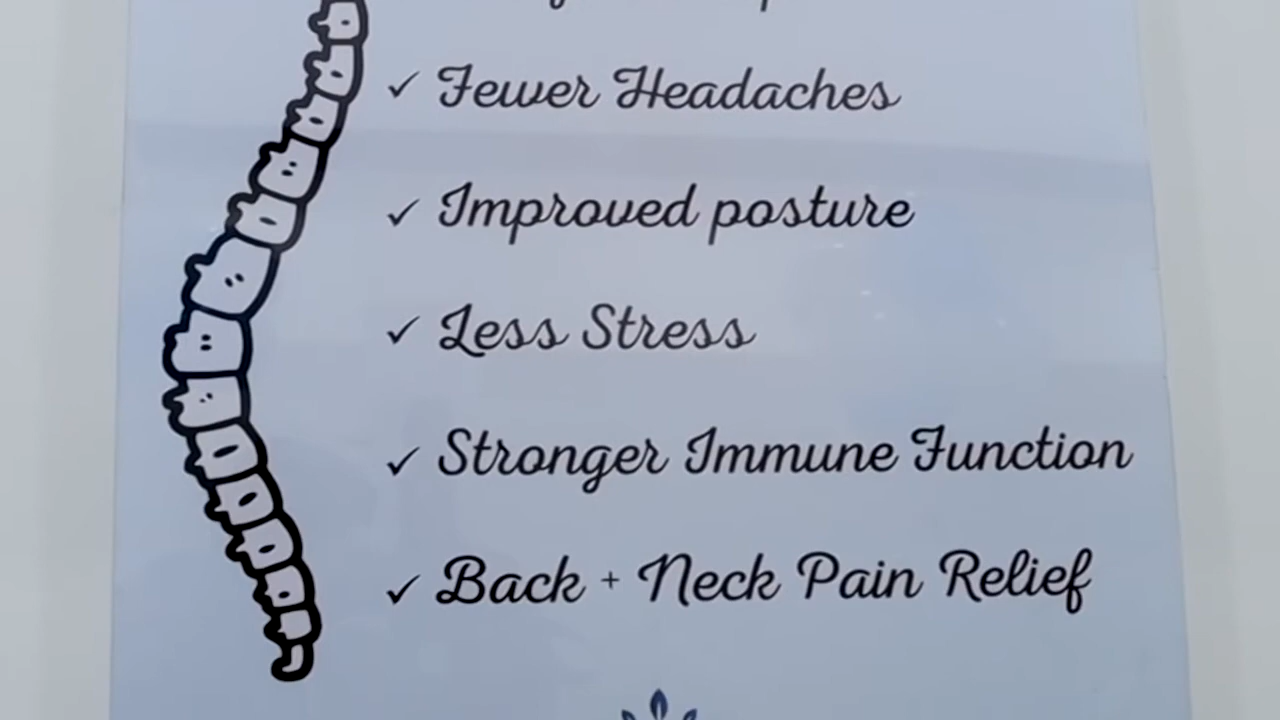 ✓ Fewer Headaches
✓ Improved posture
✓ Less Stress
✓ Stronger Immune Function
✓ Back + Neck Pain Relief